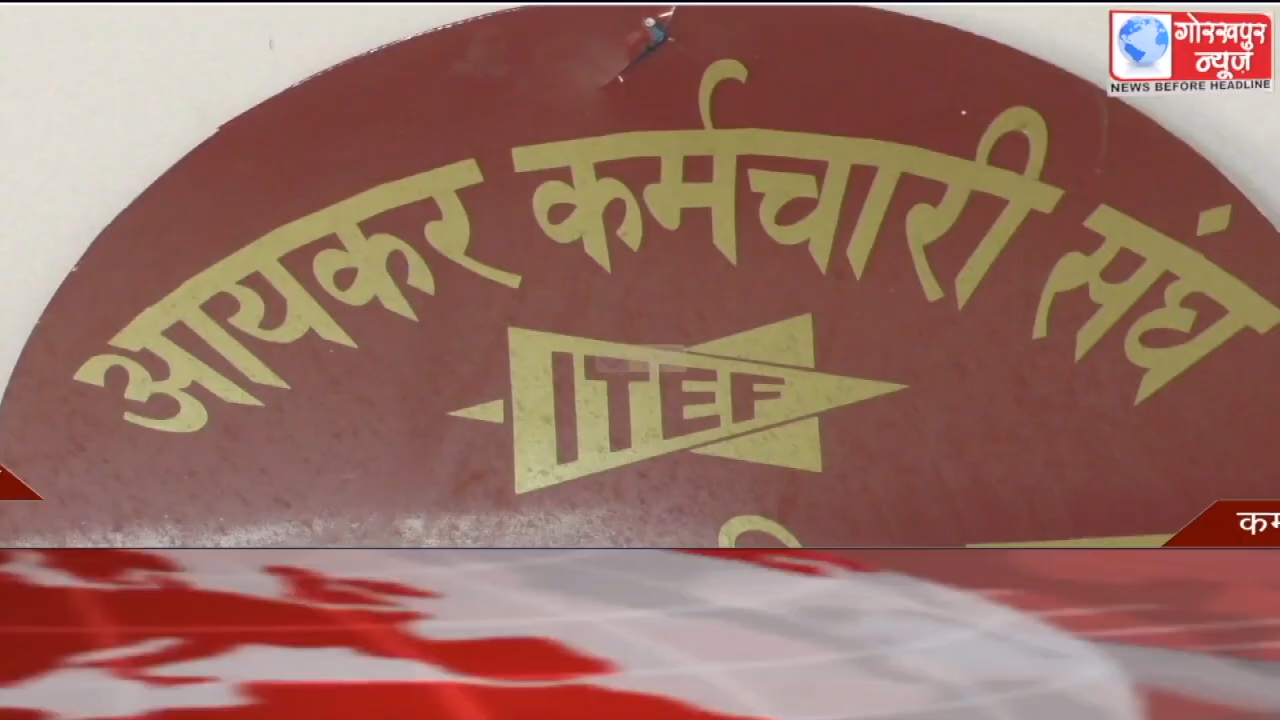 गोरखपुर
न्यूज़
NEWS BEFORE HEADLINE
आयकर कर्मचारी संघ
ITEF